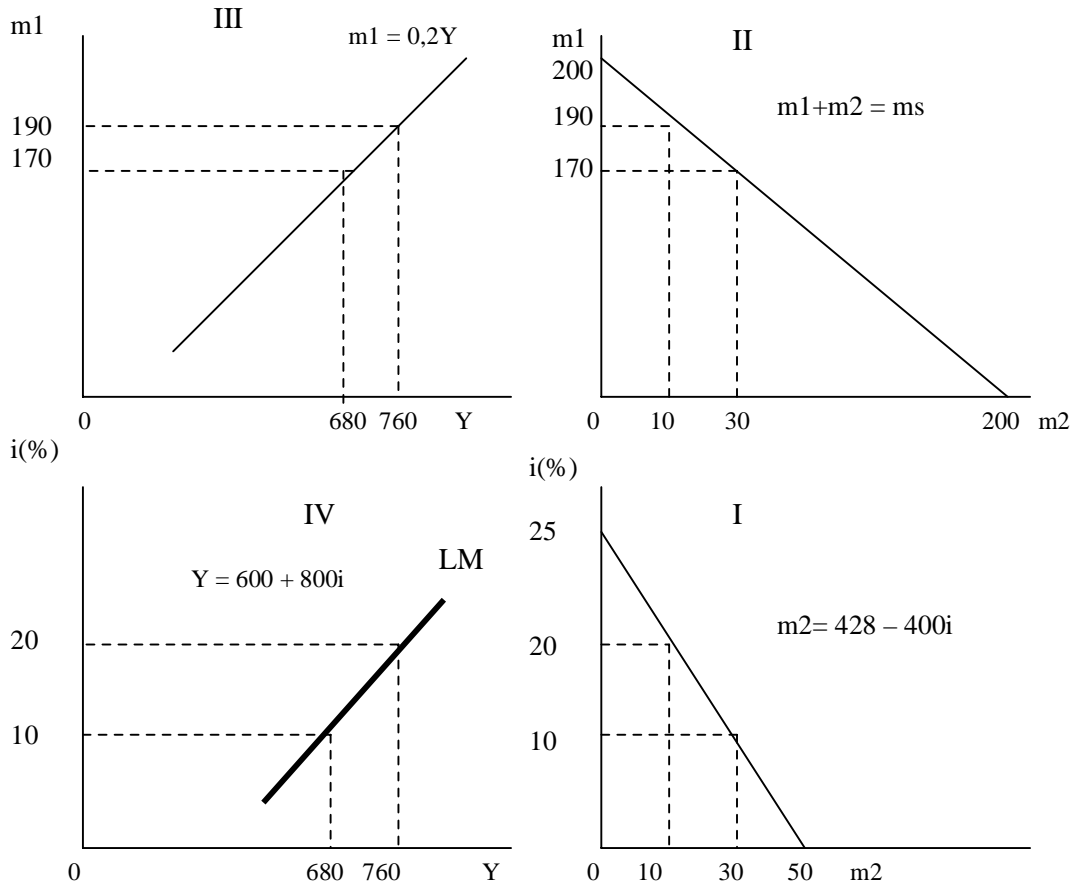 III
m1
m1 = 0,2Y
190
170
0
680
760
Y
II
m1
200
190
170
m1+m2 = ms
0
10
30
200
m2
i(%)
IV
LM
Y = 600 + 800i
20
10
0
680
760
Y
i(%)
I
25
20
10
m2= 428 – 400i
0
10
30
50
m2